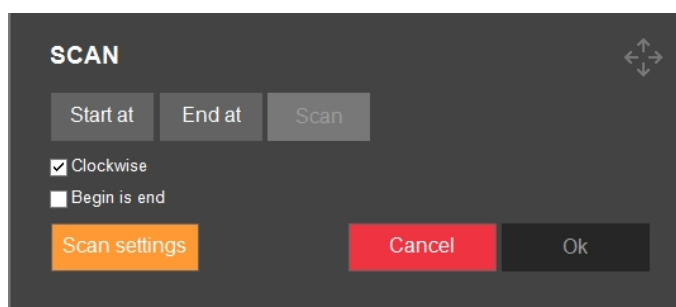 SCAN
Start at End at Scan
Clockwise
Begin is end
Scan settings Cancel Ok